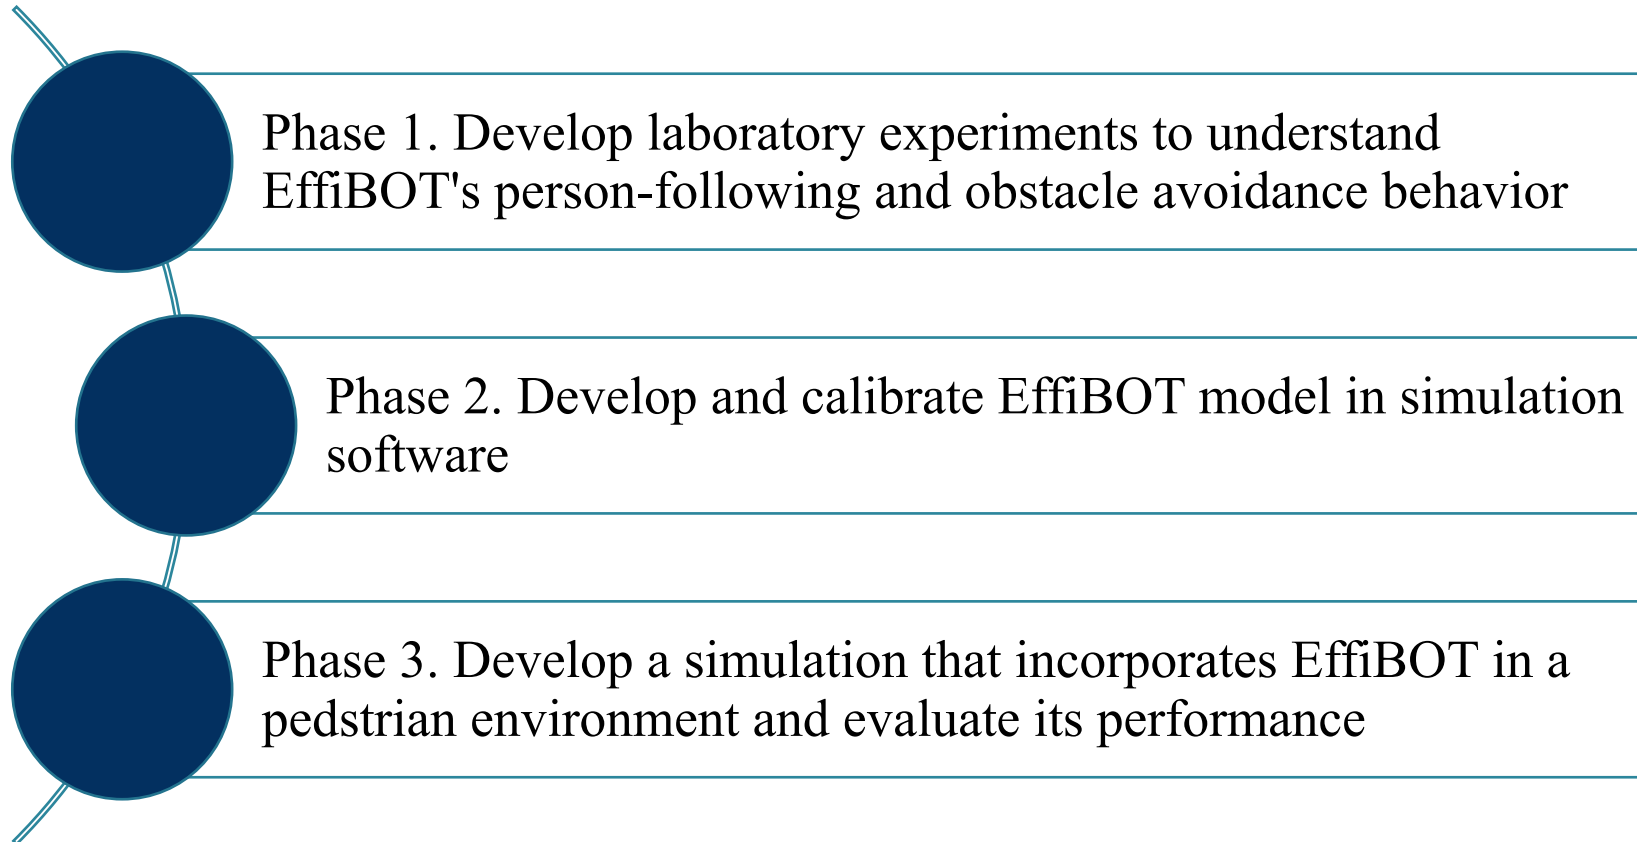 Phase 1. Develop laboratory experiments to understand
EffiBOT's person-following and obstacle avoidance behavior
Phase 2. Develop and calibrate EffiBOT model in simulation
software
Phase 3. Develop a simulation that incorporates EffiBOT in a
pedstrian environment and evaluate its performance